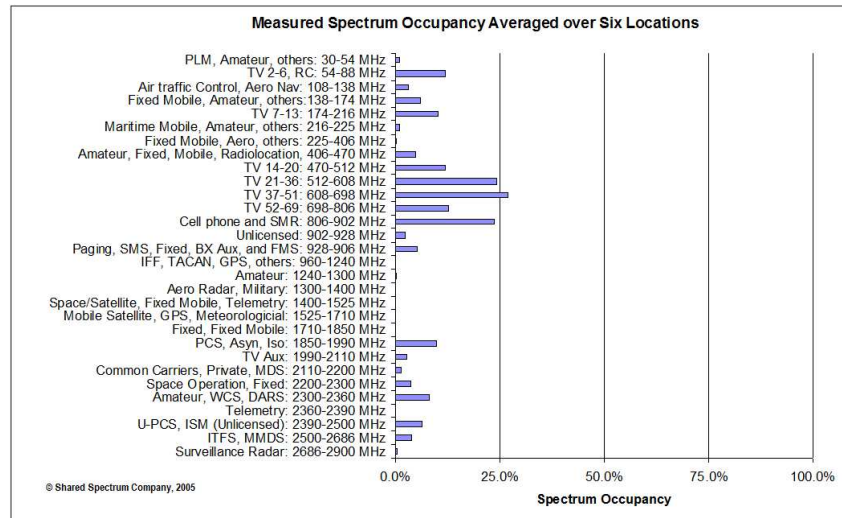 Measured Spectrum Occupancy Averaged over Six Locations
PLM, Amateur, others: 30-54 MHz
TV 2-6, RC: 54-88 MHz
Air traffic Control, Aero Nav: 108-138 MHz
Fixed Mobile, Amateur, others:138-174 MHz
TV 7-13: 174-216 MHz
Maritime Mobile, Amateur, others: 216-225 MHz
Fixed Mobile, Aero, others: 225-406 MHz
Amateur, Fixed, Mobile, Radiolocation, 406-470 MHz
TV 14-20: 470-512 MHz
TV 21-36: 512-608 MHz
TV 37-51: 608-698 MHz
TV 52-69: 698-806 MHz
Cell phone and SMR: 806-902 MHz
Unlicensed: 902-928 MHz
Paging, SMS, Fixed, BX Aux, and FMS: 928-906 MHz
IFF, TACAN, GPS, others: 960-1240 MHz
Amateur: 1240-1300 MHz
Aero Radar, Military: 1300-1400 MHz
Space/Satellite, Fixed Mobile, Telemetry: 1400-1525 MHz
Mobile Satellite, GPS, Meteorologicial: 1525-1710 MHz
Fixed, Fixed Mobile: 1710-1850 MHz
PCS, Asyn, Iso: 1850-1990 MHz
TV Aux: 1990-2110 MHz
Common Carriers, Private, MDS: 2110-2200 MHz
Space Operation, Fixed: 2200-2300 MHz
Amateur, WCS, DARS: 2300-2360 MHz
Telemetry: 2360-2390 MHz
U-PCS, ISM (Unlicensed): 2390-2500 MHz
ITFS, MMDS: 2500-2686 MHz
Surveillance Radar: 2686-2900 MHz
0.0% 25.0% 50.0% 75.0% 100.0%
Spectrum Occupancy
© Shared Spectrum Company, 2005